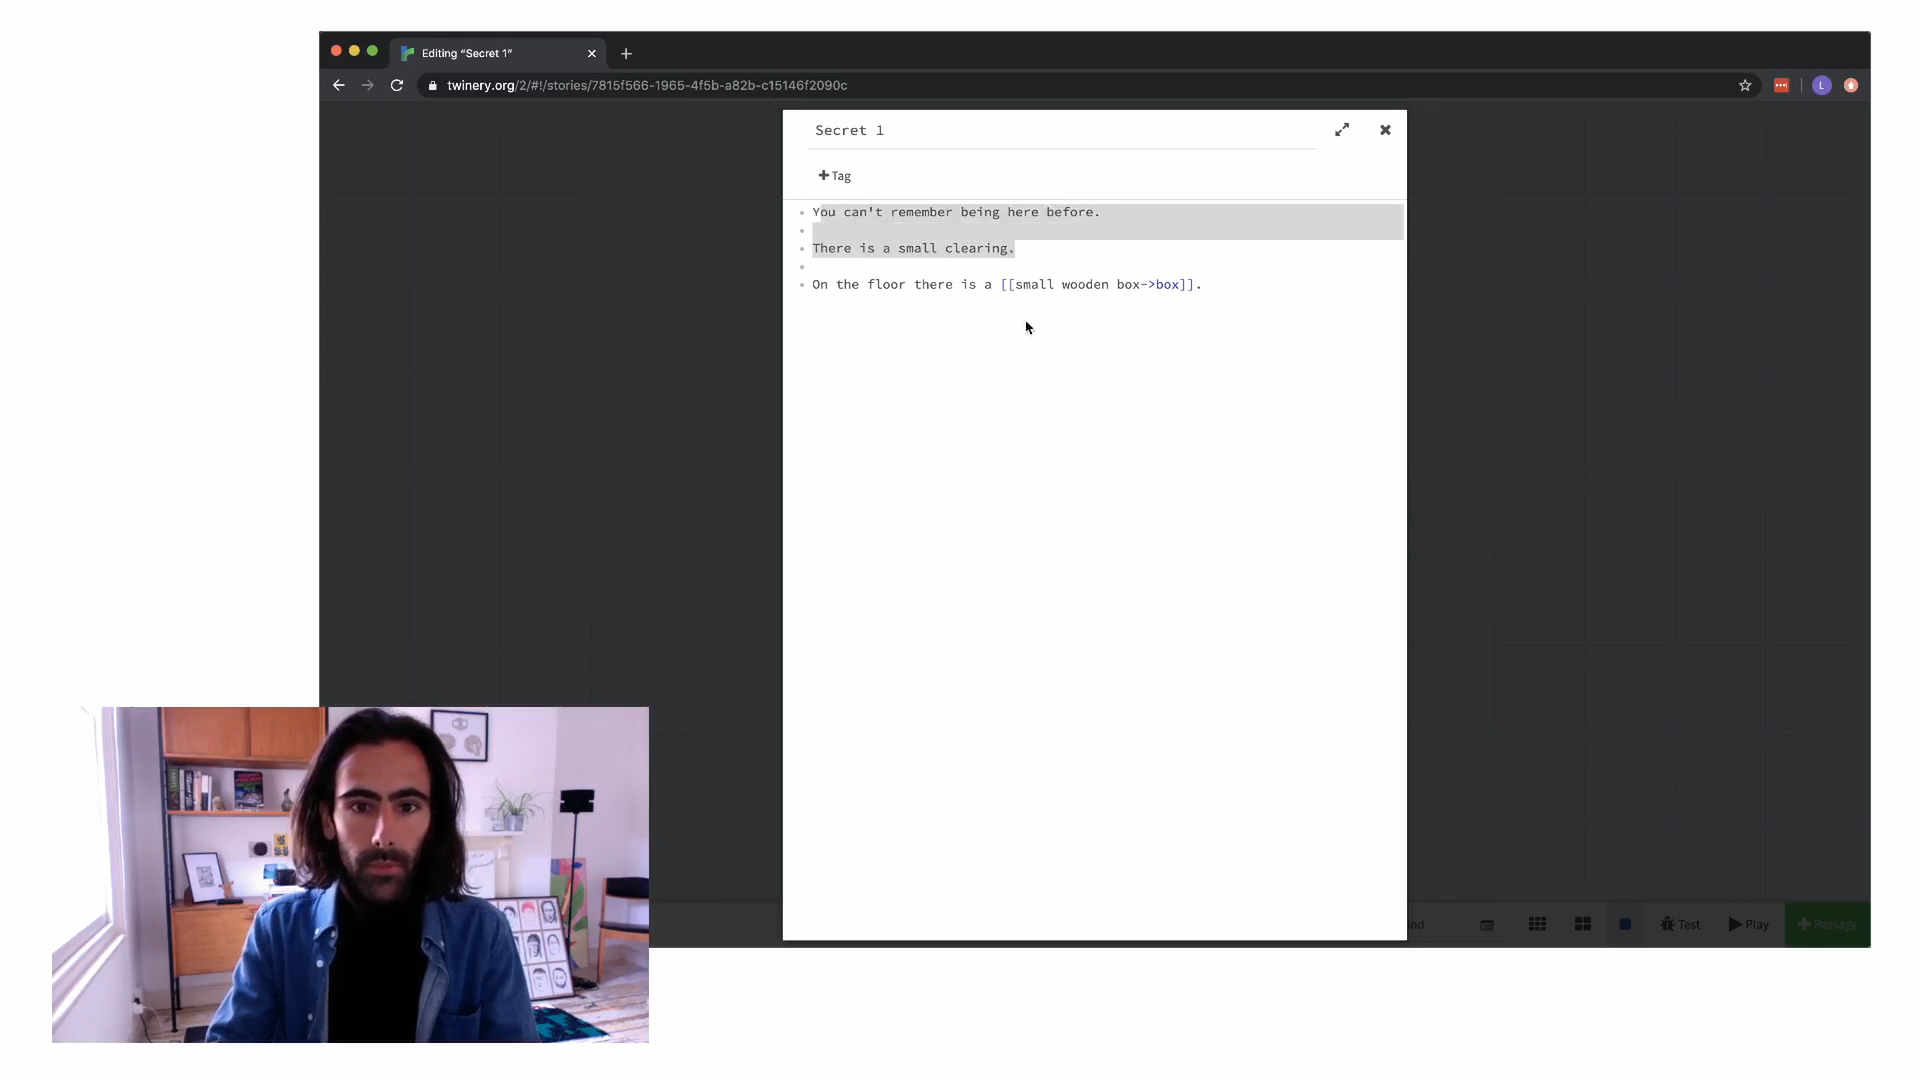 Editing “Secret 1”
twinery.org/2/#!/stories/7815f566-1965-4f5b-a82b-c15146f2090c
L
Secret 1
+Tag
You can't remember being here before.
There is a small clearing.
On the floor there is a [[small wooden box->box]].
Test
Play
+Passage